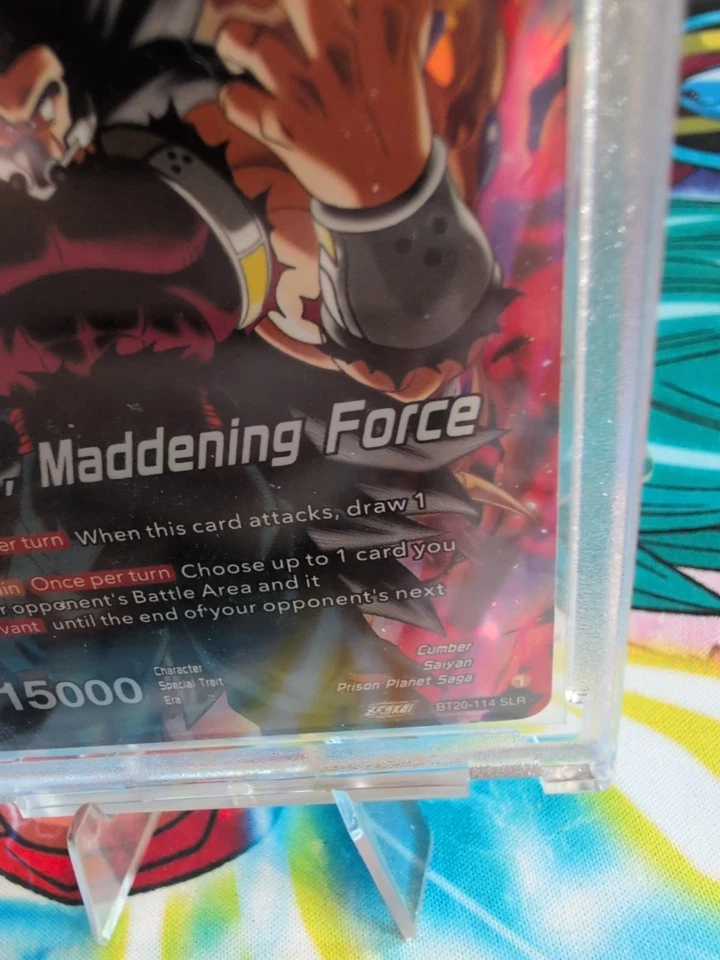 , Maddening Force
er turn When this card attacks, draw 1
in Once per turn Choose up to 1 card you
r opponent's Battle Area and it
vant until the end of your opponent's next
15000
Character
Special Trait
Era
Cumber
Saiyan
Prison Planet Saga
ZENKAI
BT20-114 SLR